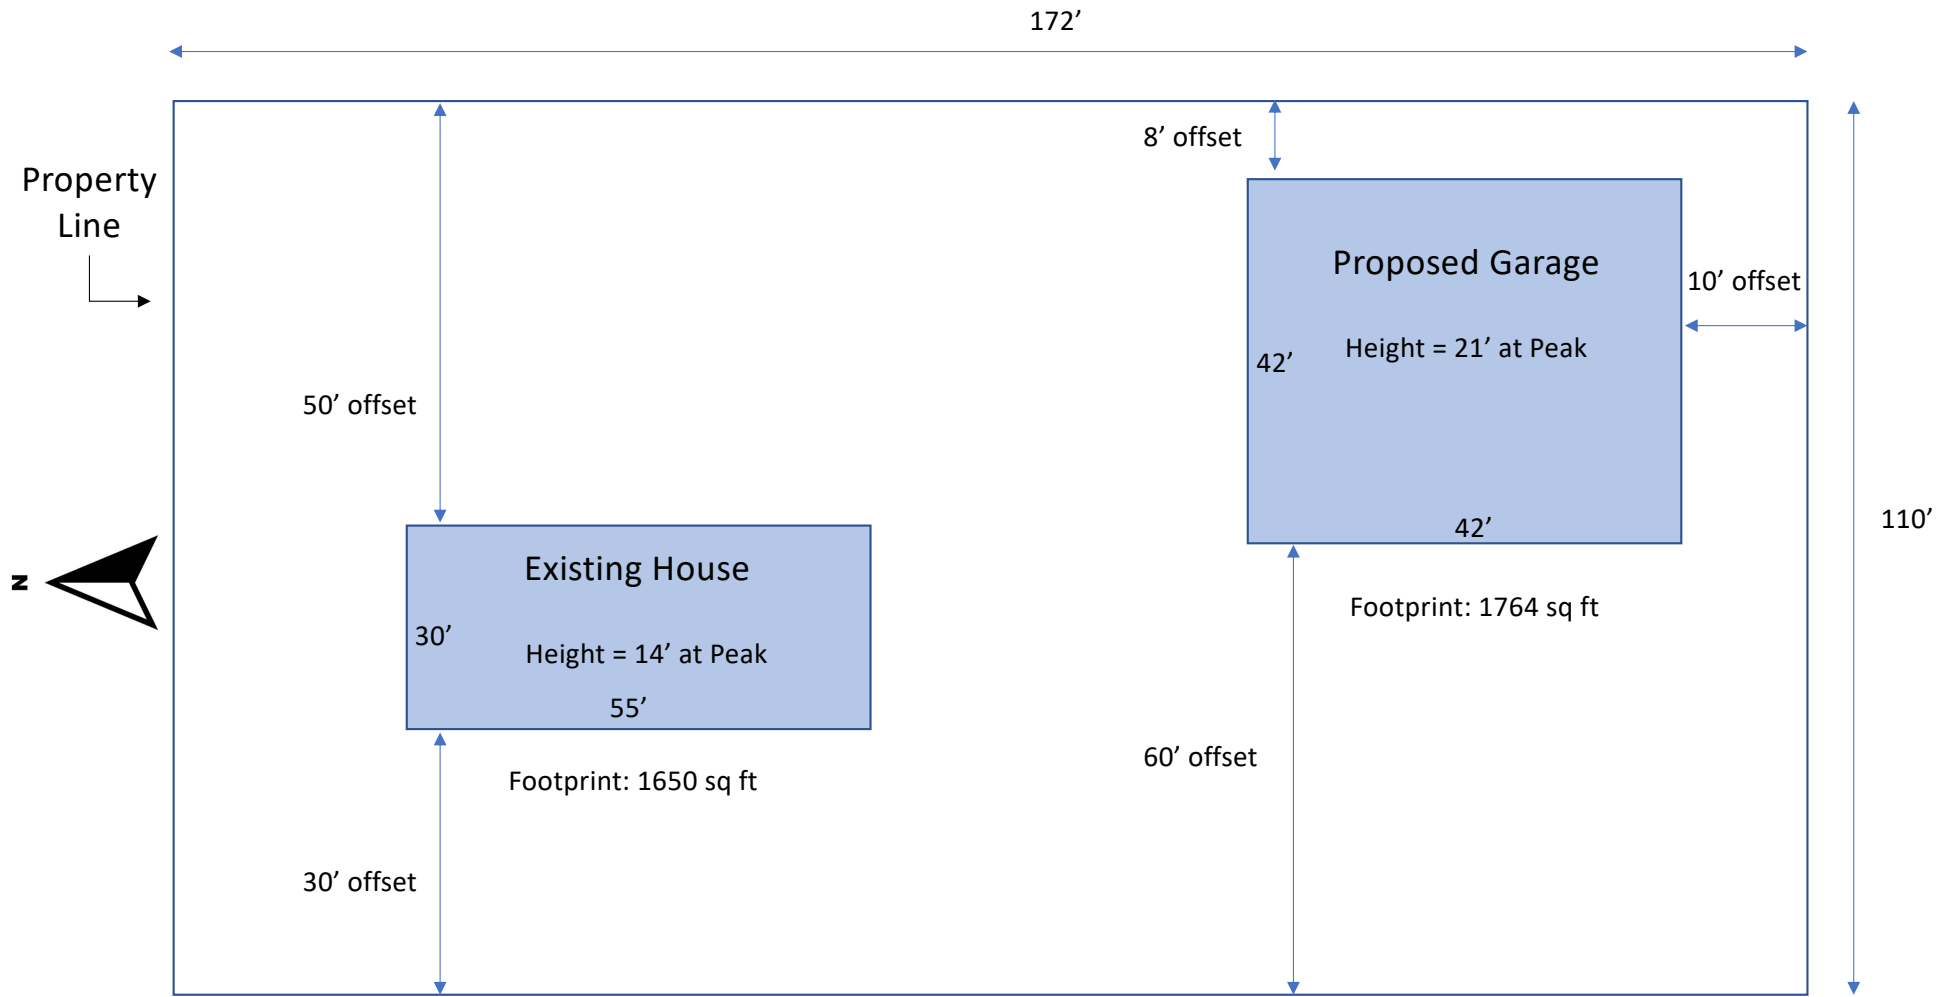 172’
8’ offset
Property
Line
Proposed Garage
10’ offset
Height = 21’ at Peak
42’
50’ offset
42’
110’
Existing House
N
Footprint: 1764 sq ft
30’
Height = 14’ at Peak
55’
60’ offset
Footprint: 1650 sq ft
30’ offset